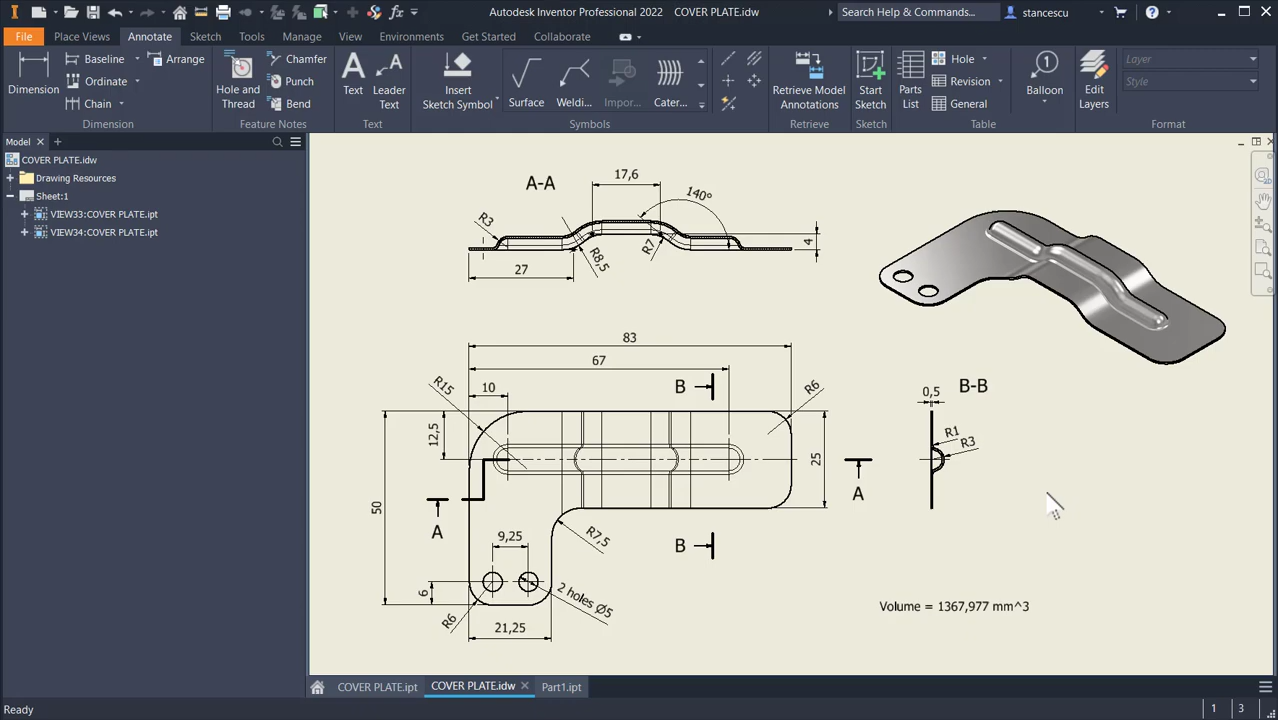 Autodesk Inventor Professional 2022 COVER PLATE.idw
Search Help & Commands...
stancescu
File Place Views Annotate Sketch Tools Manage View Environments Get Started Collaborate
Dimension
Baseline
Ordinate
Chain
Arrange
Dimension
Hole and Thread
Chamfer
Punch
Bend
Feature Notes
Text
Leader Text
Text
Insert Sketch Symbol
Surface
Weldi...
Impor...
Cater...
Symbols
Retrieve Model Annotations
Retrieve
Start Sketch
Sketch
Parts List
Hole
Revision
General
Table
Balloon
Edit Layers
Layer
Style
Format
Model
COVER PLATE.idw
Drawing Resources
Sheet:1
VIEW33:COVER PLATE.ipt
VIEW34:COVER PLATE.ipt
A-A
17,6
140°
R3
R8,5
R7
4
27
83
67
10
B
R15
R6
12,5
25
50
A
A
R7,5
9,25
B
6
2 holes Ø5
R6
21,25
0,5
B-B
R1
R3
Volume = 1367,977 mm^3
COVER PLATE.ipt COVER PLATE.idw Part1.ipt
Ready
1 3